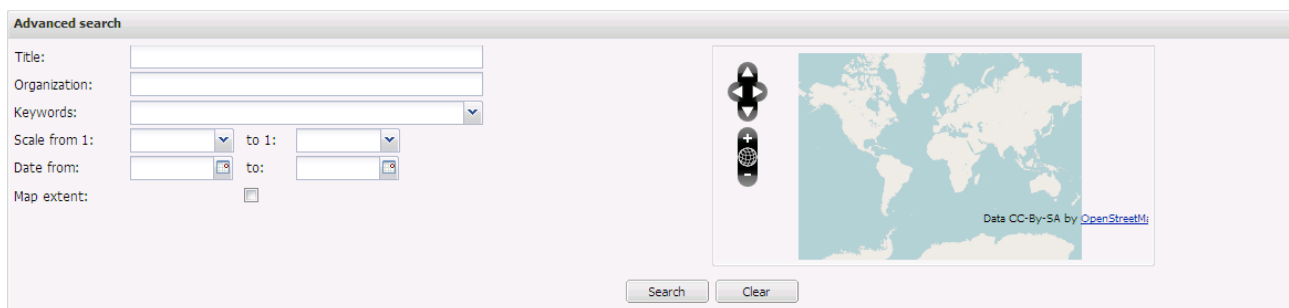 Advanced search
Title:
Organization:
Keywords:
Scale from 1: to 1:
Date from: to:
Map extent:
Data CC-By-SA by OpenStreetM
Search Clear